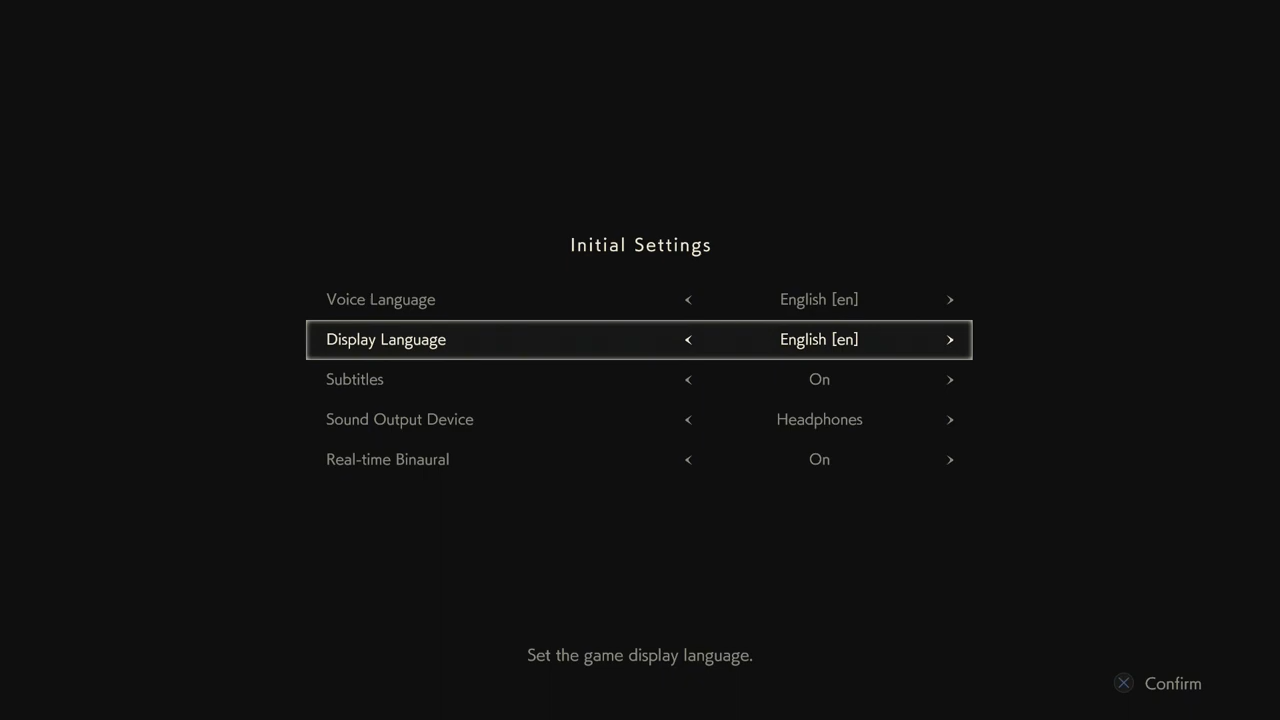 Initial Settings
Voice Language < English [en] >
Display Language < English [en] >
Subtitles < On >
Sound Output Device < Headphones >
Real-time Binaural < On >
Set the game display language.
Confirm